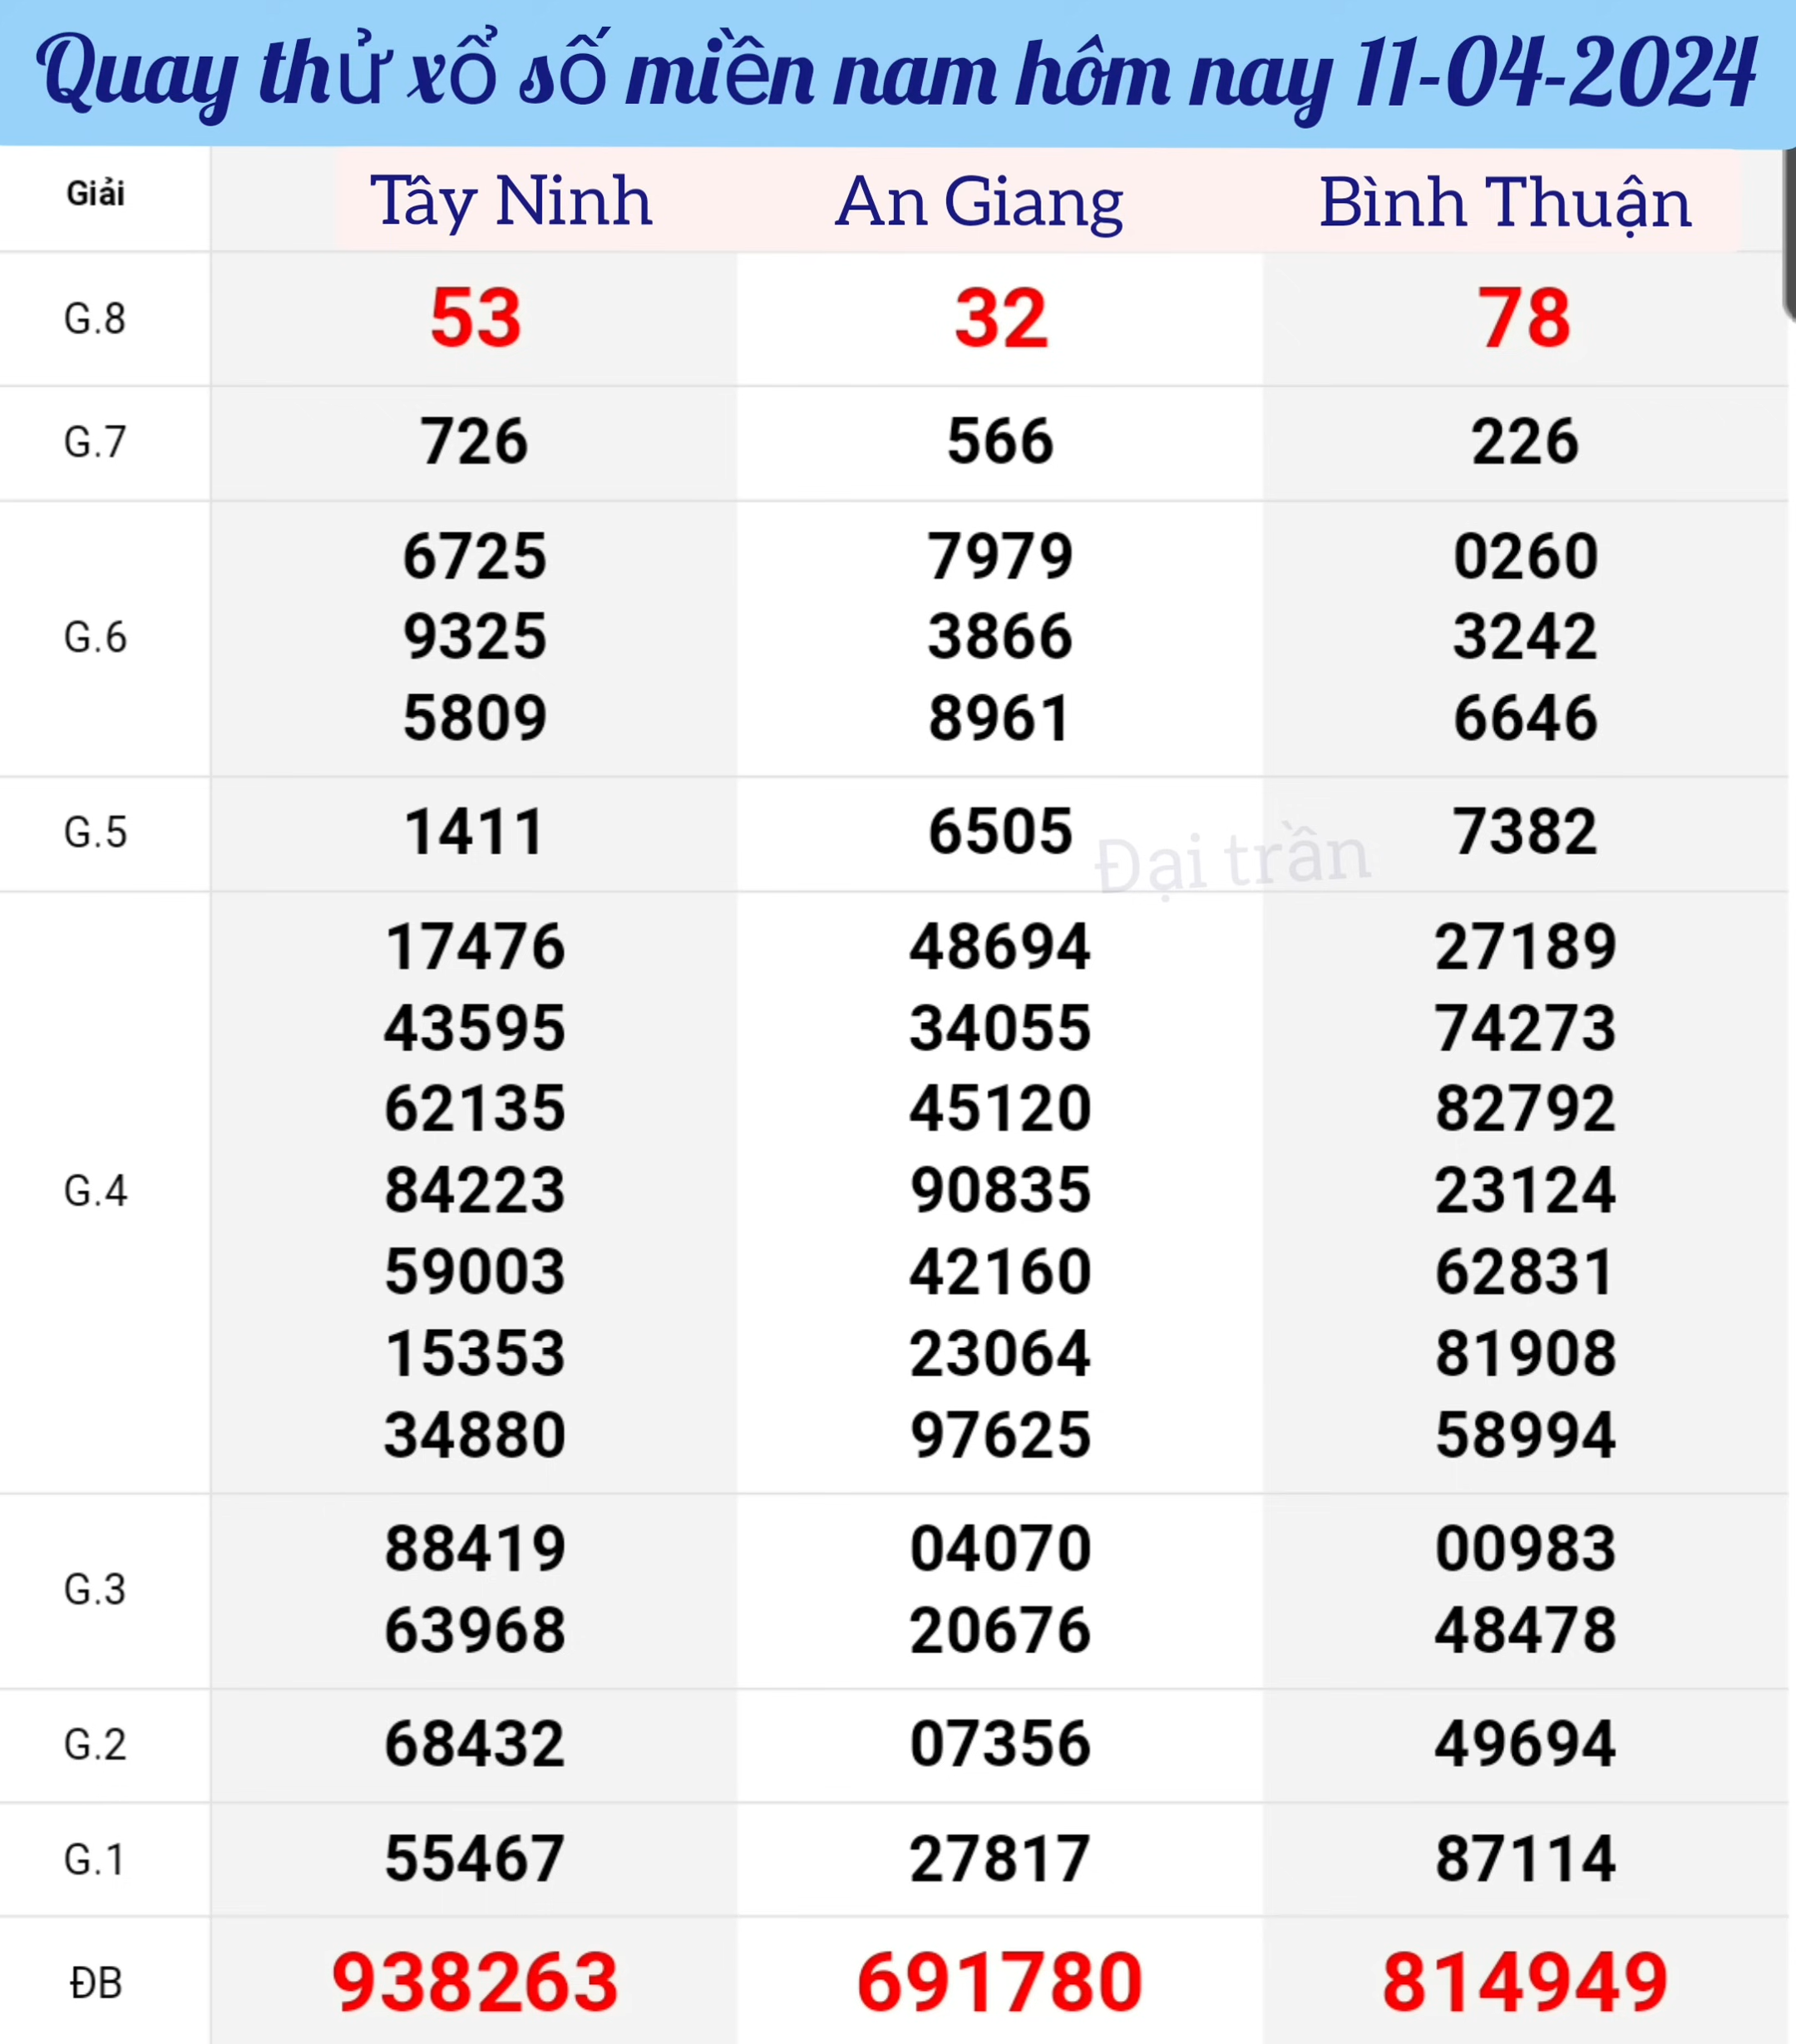 Quay thử xổ số miền nam hôm nay 11-04-2024
Giải Tây Ninh An Giang Bình Thuận
G.8 53 32 78
G.7 726 566 226
6725 7979 0260
G.6 9325 3866 3242
5809 8961 6646
G.5 1411 6505 7382
Đại trần
17476 48694 27189
43595 34055 74273
62135 45120 82792
G.4 84223 90835 23124
59003 42160 62831
15353 23064 81908
34880 97625 58994
G.3
88419 04070 00983
63968 20676 48478
G.2 68432 07356 49694
G.1 55467 27817 87114
ĐB 938263 691780 814949